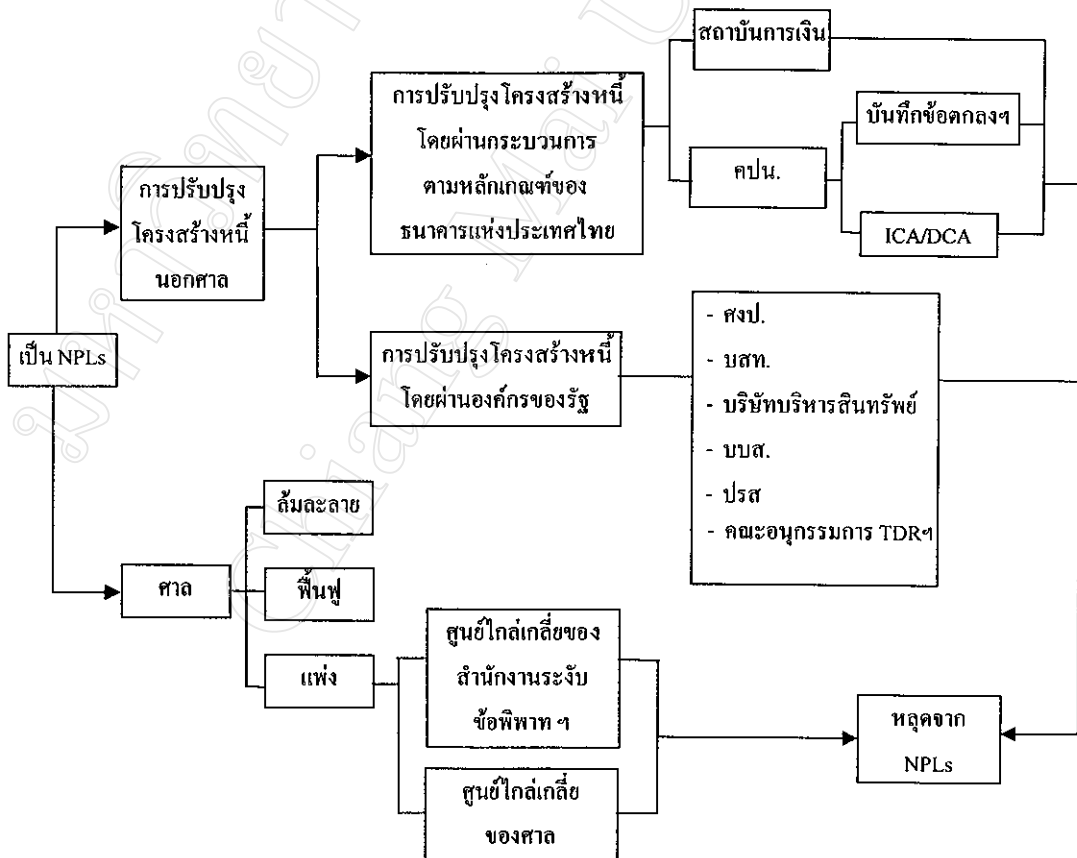 สถาบันการเงิน
การปรับปรุงโครงสร้างหนี้
โดยผ่านกระบวนการ
ตามหลักเกณฑ์ของ
ธนาคารแห่งประเทศไทย
บันทึกข้อตกลงฯ
คปน.
ICA/DCA
การปรับปรุง
โครงสร้างหนี้
นอกศาล
เป็น NPLs
การปรับปรุงโครงสร้างหนี้
โดยผ่านองค์กรของรัฐ
- ศงป.
- บสท.
- บริษัทบริหารสินทรัพย์
- บบส.
- ปรส
- คณะอนุกรรมการ TDRฯ
ศาล
ล้มละลาย
ฟื้นฟู
แพ่ง
ศูนย์ไกล่เกลี่ยของ
สำนักงานระงับ
ข้อพิพาท ฯ
ศูนย์ไกล่เกลี่ย
ของศาล
หลุดจาก
NPLs
Chiang Mai U